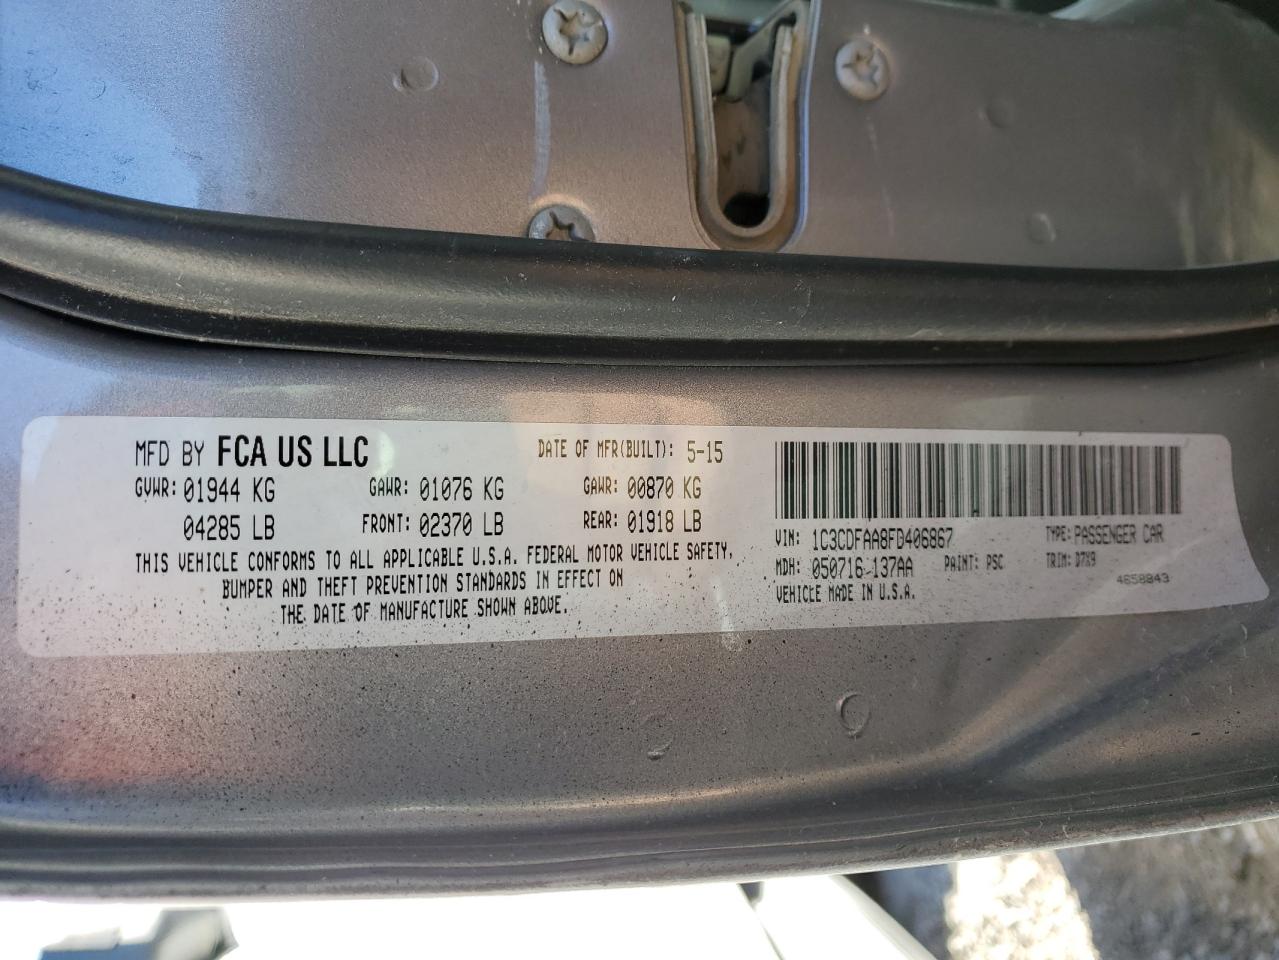 MFD BY FCA US LLC DATE OF MFR(BUILT): 5-15
GVWR: 01944 KG GAWR: 01076 KG GAWR: 00870 KG
04285 LB FRONT: 02370 LB REAR: 01918 LB
THIS VEHICLE CONFORMS TO ALL APPLICABLE U.S.A. FEDERAL MOTOR VEHICLE SAFETY,
BUMPER AND THEFT PREVENTION STANDARDS IN EFFECT ON
THE DATE OF MANUFACTURE SHOWN ABOVE.
VIN: 1C3CDFAA8FD406867 TYPE: PASSENGER CAR
MDH: 050716-137AA PAINT: PSC TRIM: D7X9
VEHICLE MADE IN U.S.A. 4658843